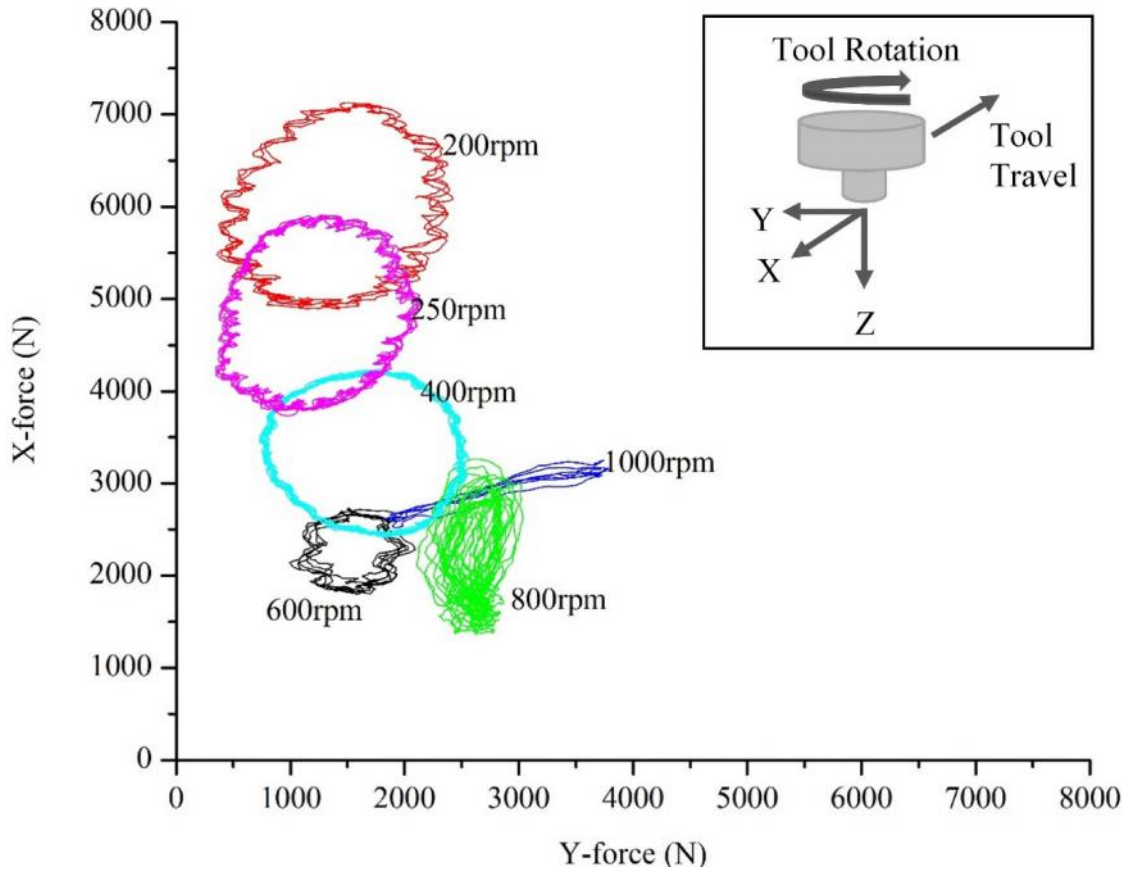 8000
7000
6000
5000
4000
3000
2000
1000
0
X-force (N)
200rpm
250rpm
400rpm
1000rpm
600rpm
800rpm
Tool Rotation
Tool
Travel
Y
X
Z
0
1000
2000
3000
4000
5000
6000
7000
8000
Y-force (N)